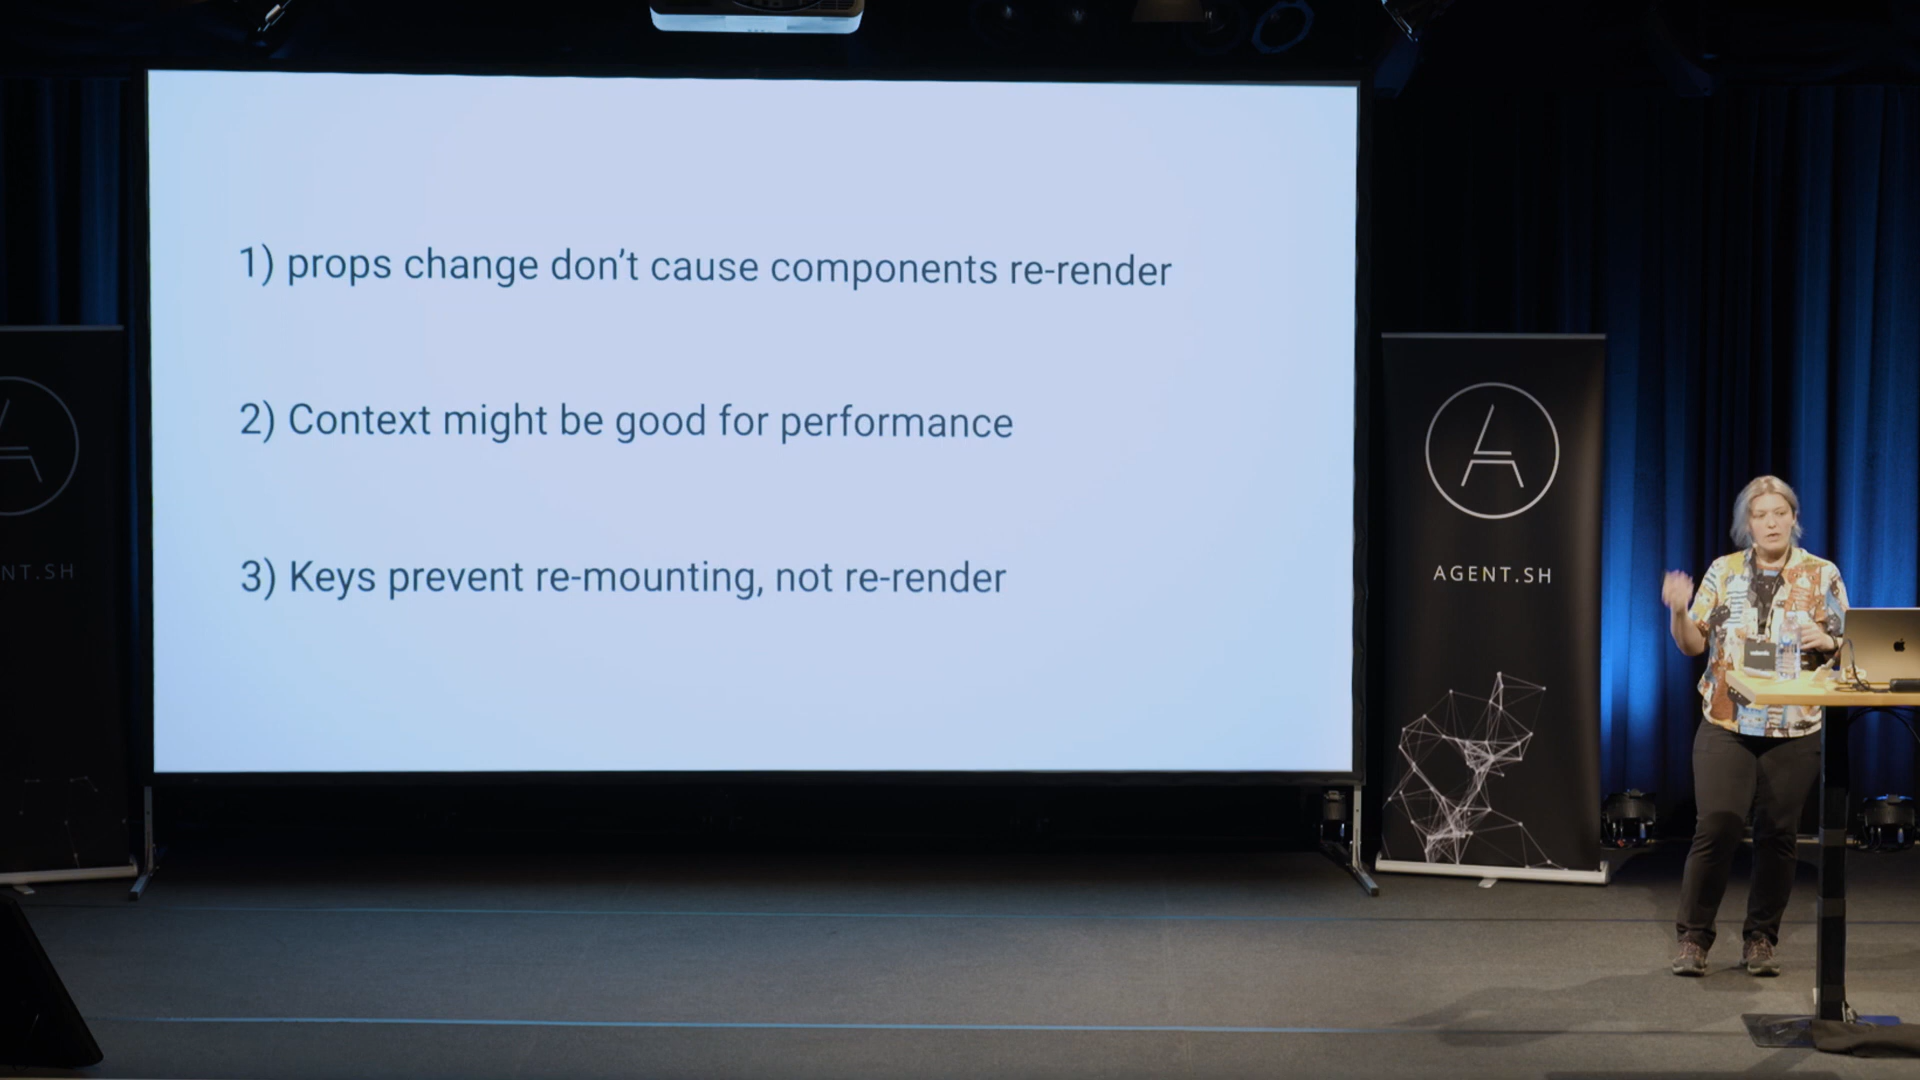 1) props change don’t cause components re-render
2) Context might be good for performance
3) Keys prevent re-mounting, not re-render
NT.SH
AGENT.SH